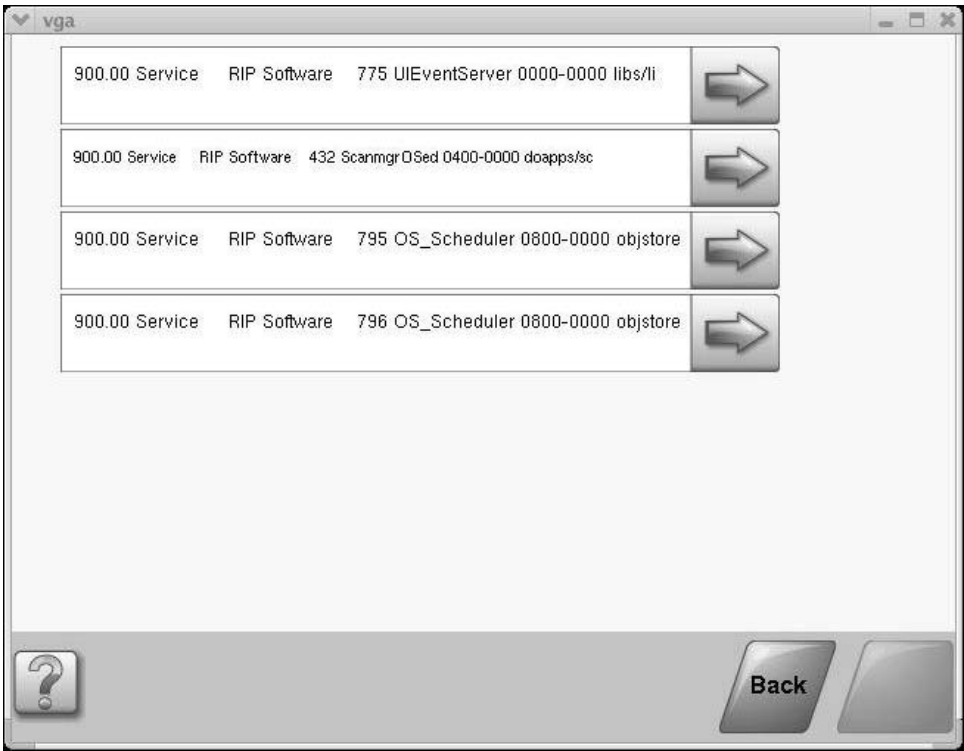 vga
900.00 Service RIP Software 775 UIEventServer 0000-0000 libs/li
900.00 Service RIP Software 432 ScanmgrOSed 0400-0000 doapps/sc
900.00 Service RIP Software 795 OS_Scheduler 0800-0000 objstore
900.00 Service RIP Software 796 OS_Scheduler 0800-0000 objstore
?
Back